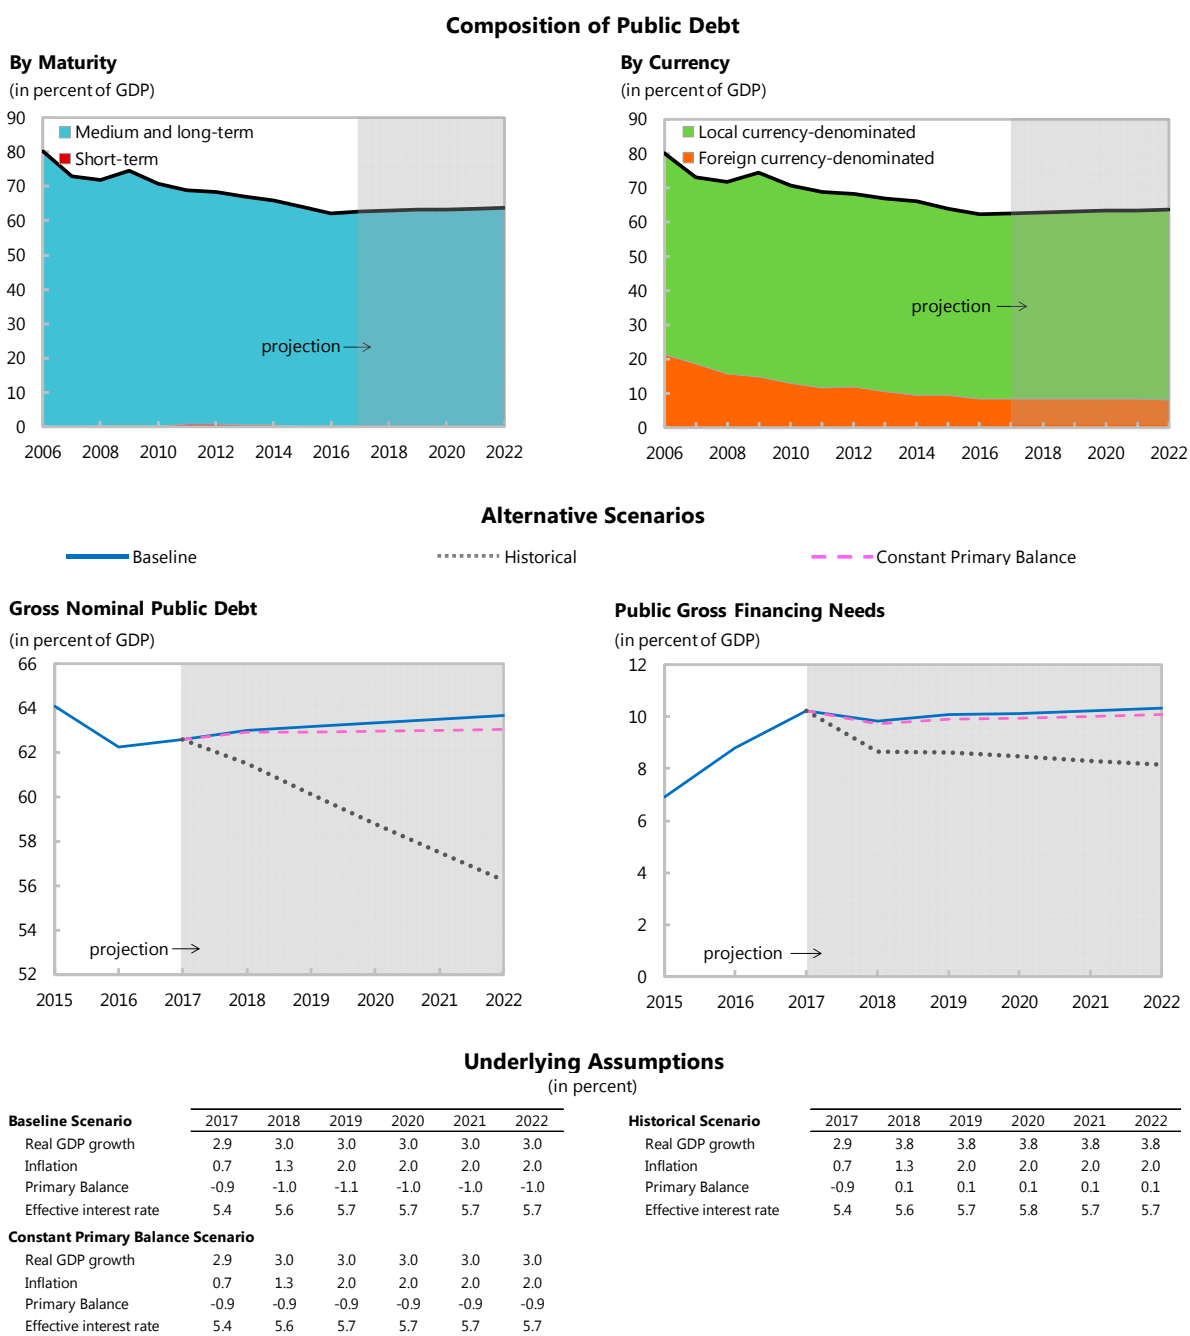 Composition of Public Debt
By Maturity
(in percent of GDP)
90
80
70
60
50
40
30
20
10
0
Medium and long-term
Short-term
projection
2006 2008 2010 2012 2014 2016 2018 2020 2022
By Currency
(in percent of GDP)
90
80
70
60
50
40
30
20
10
0
Local currency-denominated
Foreign currency-denominated
projection
2006 2008 2010 2012 2014 2016 2018 2020 2022
Alternative Scenarios
Baseline Historical Constant Primary Balance
Gross Nominal Public Debt
(in percent of GDP)
66
64
62
60
58
56
54
52
projection
2015 2016 2017 2018 2019 2020 2021 2022
Public Gross Financing Needs
(in percent of GDP)
12
10
8
6
4
2
0
projection
2015 2016 2017 2018 2019 2020 2021 2022
Underlying Assumptions
(in percent)
Baseline Scenario 2017 2018 2019 2020 2021 2022
Real GDP growth 2.9 3.0 3.0 3.0 3.0 3.0
Inflation 0.7 1.3 2.0 2.0 2.0 2.0
Primary Balance -0.9 -1.0 -1.1 -1.0 -1.0 -1.0
Effective interest rate 5.4 5.6 5.7 5.7 5.7 5.7
Constant Primary Balance Scenario
Real GDP growth 2.9 3.0 3.0 3.0 3.0 3.0
Inflation 0.7 1.3 2.0 2.0 2.0 2.0
Primary Balance -0.9 -0.9 -0.9 -0.9 -0.9 -0.9
Effective interest rate 5.4 5.6 5.7 5.7 5.7 5.7
Historical Scenario 2017 2018 2019 2020 2021 2022
Real GDP growth 2.9 3.8 3.8 3.8 3.8 3.8
Inflation 0.7 1.3 2.0 2.0 2.0 2.0
Primary Balance -0.9 0.1 0.1 0.1 0.1 0.1
Effective interest rate 5.4 5.6 5.7 5.8 5.7 5.7